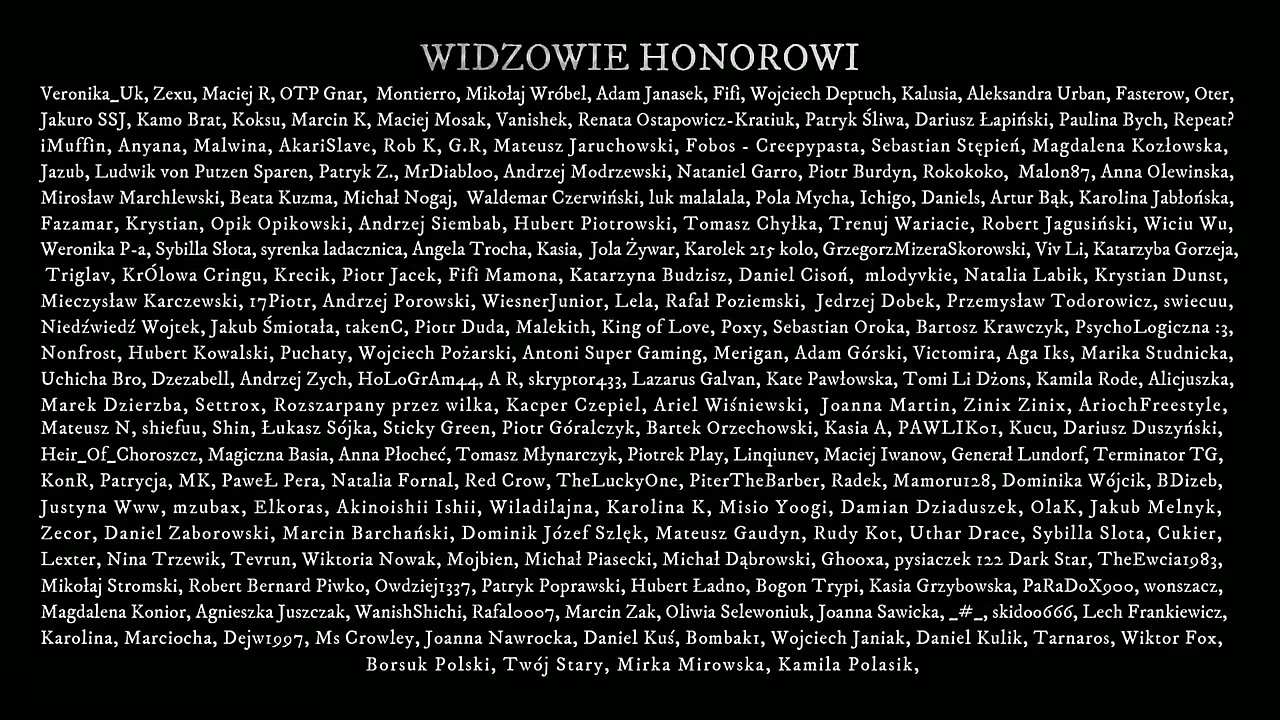 WIDZOWIE HONOROWI
Veronika_Uk, Zexu, Maciej R, OTP Gnar, Montierro, Mikołaj Wróbel, Adam Janasek, Fifi, Wojciech Deptuch, Kalusia, Aleksandra Urban, Fasterow, Oter,
Jakuro SSJ, Kamo Brat, Koksu, Marcin K, Maciej Mosak, Vanishek, Renata Ostapowicz-Kratiuk, Patryk Śliwa, Dariusz Łapiński, Paulina Bych, Repeat?
iMuffin, Anyana, Malwina, AkariSlave, Rob K, G.R, Mateusz Jaruchowski, Fobos - Creepypasta, Sebastian Stępień, Magdalena Kozłowska,
Jazub, Ludwik von Putzen Sparen, Patryk Z., MrDiabl00, Andrzej Modrzewski, Nataniel Garro, Piotr Burdyn, Rokokoko, Malon87, Anna Olewinska,
Mirosław Marchlewski, Beata Kuzma, Michał Nogaj, Waldemar Czerwiński, luk malalala, Pola Mycha, Ichigo, Daniels, Artur Bąk, Karolina Jabłońska,
Fazamar, Krystian, Opik Opikowski, Andrzej Siembab, Hubert Piotrowski, Tomasz Chyłka, Trenuj Wariacie, Robert Jagusiński, Wiciu Wu,
Weronika P-a, Sybilla Słota, syrenka ladacznica, Angela Trocha, Kasia, Jola Żywar, Karolek 215 kolo, GrzegorzMizeraSkorowski, Viv Li, Katarzyba Gorzeja,
Triglav, KrÓlowa Cringu, Krecik, Piotr Jacek, Fifi Mamona, Katarzyna Budzisz, Daniel Cisoń, mlodyvkie, Natalia Labik, Krystian Dunst,
Mieczysław Karczewski, 17Piotr, Andrzej Porowski, WiesnerJunior, Lela, Rafał Poziemski, Jedrzej Dobek, Przemysław Todorowicz, swiecuu,
Niedźwiedź Wojtek, Jakub Śmiotała, takenC, Piotr Duda, Malekith, King of Love, Poxy, Sebastian Oroka, Bartosz Krawczyk, PsychoLogiczna :3,
Nonfrost, Hubert Kowalski, Puchaty, Wojciech Pożarski, Antoni Super Gaming, Merigan, Adam Górski, Victomira, Aga Iks, Marika Studnicka,
Uchicha Bro, Dzezabell, Andrzej Zych, HoLoGrAm44, A R, skryptor433, Lazarus Galvan, Kate Pawłowska, Tomi Li Dżons, Kamila Rode, Alicjuszka,
Marek Dzierzba, Settrox, Rozszarpany przez wilka, Kacper Czepiel, Ariel Wiśniewski, Joanna Martin, Zinix Zinix, AriochFreestyle,
Mateusz N, shiefuu, Shin, Łukasz Sójka, Sticky Green, Piotr Góralczyk, Bartek Orzechowski, Kasia A, PAWLIK01, Kucu, Dariusz Duszyński,
Heir_Of_Choroszcz, Magiczna Basia, Anna Płocheć, Tomasz Młynarczyk, Piotrek Play, Linqiunev, Maciej Iwanow, Generał Lundorf, Terminator TG,
KonR, Patrycja, MK, PaweŁ Pera, Natalia Fornal, Red Crow, TheLuckyOne, PiterTheBarber, Radek, Mamoru128, Dominika Wójcik, BDizeb,
Justyna Www, mzubax, Elkoras, Akinoishii Ishii, Wiladilajna, Karolina K, Misio Yoogi, Damian Dziaduszek, OlaK, Jakub Melnyk,
Zecor, Daniel Zaborowski, Marcin Barchański, Dominik Józef Szlęk, Mateusz Gaudyn, Rudy Kot, Uthar Drace, Sybilla Slota, Cukier,
Lexter, Nina Trzewik, Tevrun, Wiktoria Nowak, Mojbien, Michał Piasecki, Michał Dąbrowski, Ghooxa, pysiaczek 122 Dark Star, TheEwcia1983,
Mikołaj Stromski, Robert Bernard Piwko, Owdziej1337, Patryk Poprawski, Hubert Ładno, Bogon Trypi, Kasia Grzybowska, PaRaDoX900, wonszacz,
Magdalena Konior, Agnieszka Juszczak, WanishShichi, Rafal0007, Marcin Zak, Oliwia Selewoniuk, Joanna Sawicka, _#_, skid00666, Lech Frankiewicz,
Karolina, Marciocha, Dejw1997, Ms Crowley, Joanna Nawrocka, Daniel Kuś, Bombak1, Wojciech Janiak, Daniel Kulik, Tarnaros, Wiktor Fox,
Borsuk Polski, Twój Stary, Mirka Mirowska, Kamila Polasik,